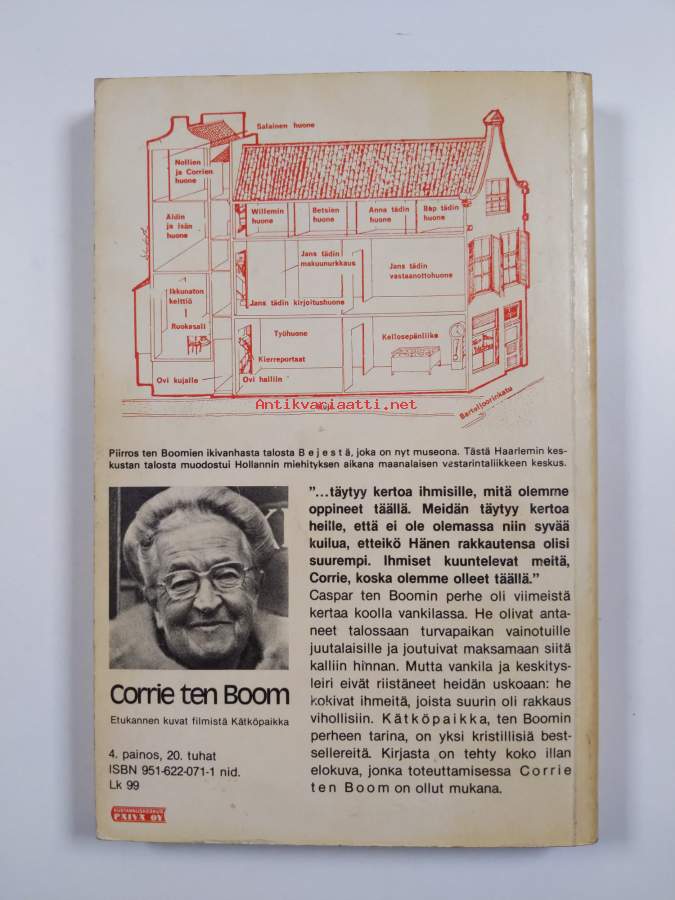 Salainen huone
Nollien
ja Corrien
huone
Äidin
ja isän
huone
Ikkunaton
keittiö
Ruokasali
Ovi kujalle
Willemin
huone
Betsien
huone
Anna tädin
huone
Bep tädin
huone
Jans tädin
makuunurkkaus
Jans tädin
vastaanottohuone
Jans tädin kirjoitushuone
Työhuone
Kierreportaat
Kellosepänliike
Ovi halliin
Barteljoorinkatu
Antikvariaatti.net
Piirros ten Boomien ikivanhasta talosta Bejestä, joka on nyt museona. Tästä Haarlemin kes-
kustan talosta muodostui Hollannin miehityksen aikana maanalaisen vastarintaliikkeen keskus.
"...täytyy kertoa ihmisille, mitä olemme
oppineet täällä. Meidän täytyy kertoa
heille, että ei ole olemassa niin syvää
kuilua, etteikö Hänen rakkautensa olisi
suurempi. Ihmiset kuuntelevat meitä,
Corrie, koska olemme olleet täällä."
Caspar ten Boomin perhe oli viimeistä
kertaa koolla vankilassa. He olivat anta-
neet talossaan turvapaikan vainotuille
juutalaisille ja joutuivat maksamaan siitä
kalliin hinnan. Mutta vankila ja keskitys-
leiri eivät riistäneet heidän uskoaan: he
kokivat ihmeitä, joista suurin oli rakkaus
vihollisiin. Kätköpaikka, ten Boomin
perheen tarina, on yksi kristillisiä best-
sellereitä. Kirjasta on tehty koko illan
elokuva, jonka toteuttamisessa Corrie
ten Boom on ollut mukana.
Corrie ten Boom
Etukannen kuvat filmistä Kätköpaikka
4. painos, 20. tuhat
ISBN 951-622-071-1 nid.
Lk 99
KUSTANNUSLIIKE
PÄIVÄ OY